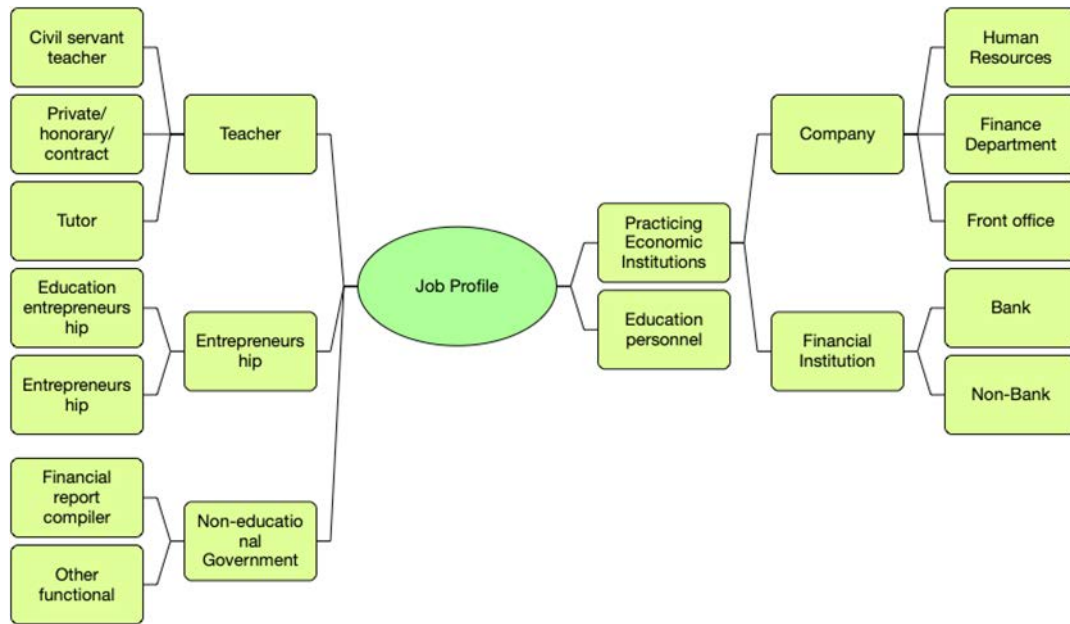 Civil servant
teacher
Private/
honorary/
contract
Tutor
Teacher
Education
entrepreneurs
hip
Entrepreneurs
hip
Entrepreneurs
hip
Financial
report
compiler
Other
functional
Non-educatio
nal
Government
Job Profile
Practicing
Economic
Institutions
Education
personnel
Company
Financial
Institution
Human
Resources
Finance
Department
Front office
Bank
Non-Bank